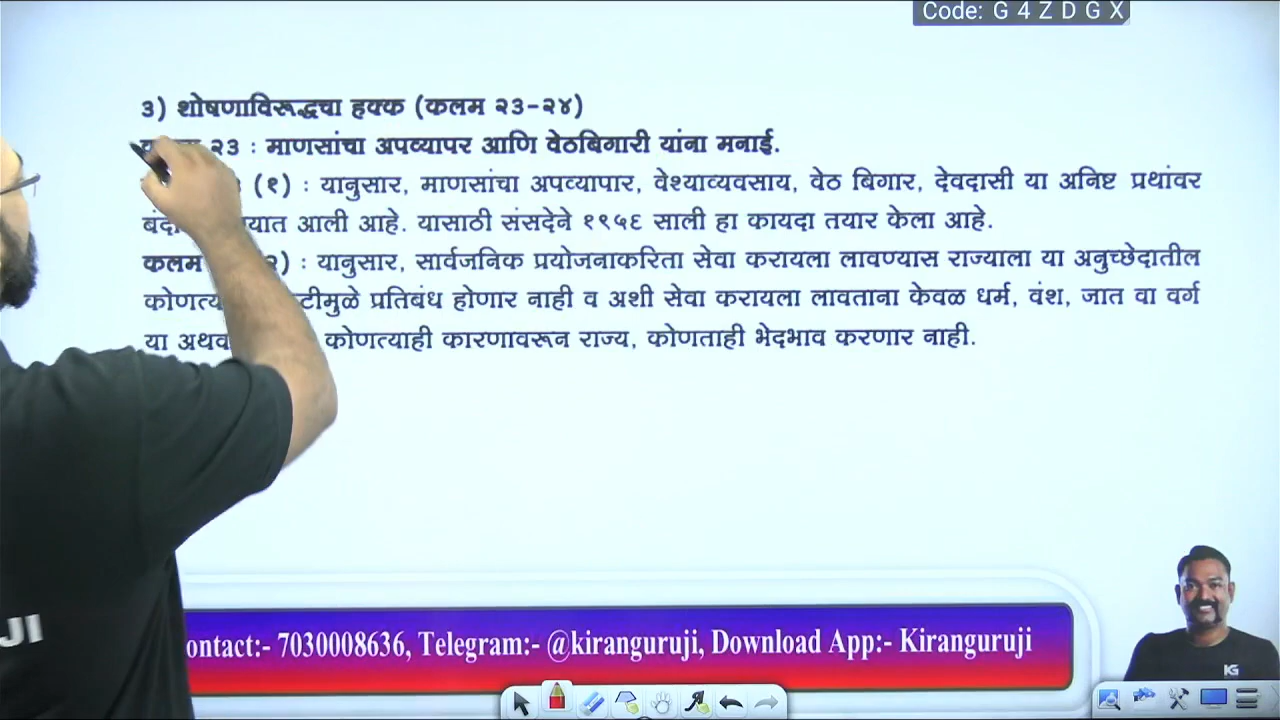 Code: G 4 Z D G X
३) शोषणाविरूद्धचा हक्क (कलम २३-२४)
२३ : माणसांचा अपव्यापर आणि वेठबिगारी यांना मनाई.
(१) : यानुसार, माणसांचा अपव्यापार, वेश्याव्यवसाय, वेठ बिगार, देवदासी या अनिष्ट प्रथांवर
आली आहे. यासाठी संसदेने १९५६ साली हा कायदा तयार केला आहे.
कलम २) : यानुसार, सार्वजनिक प्रयोजनाकरिता सेवा करायला लावण्यास राज्याला या अनुच्छेदातील
प्रतिबंध होणार नाही व अशी सेवा करायला लावताना केवळ धर्म, वंश, जात वा वर्ग
या कोणत्याही कारणावरून राज्य, कोणताही भेदभाव करणार नाही.
JI
ontact:- 7030008636, Telegram:- @kiranguruji, Download App:- Kiranguruji
KG